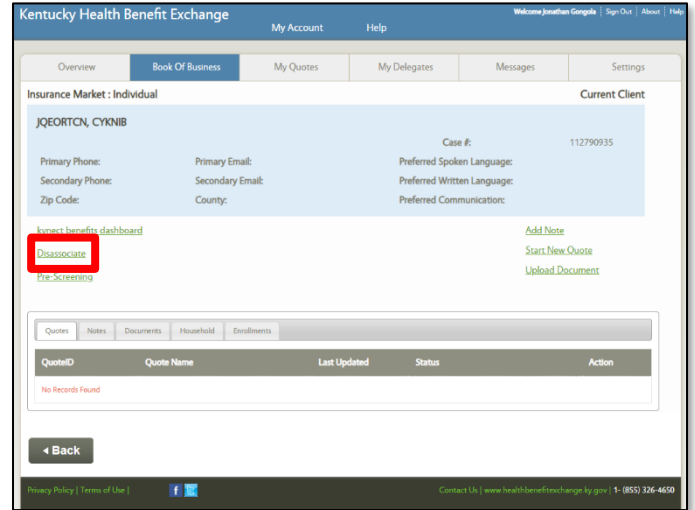 Kentucky Health Benefit Exchange
Welcome Jonathan Gongola | Sign Out | About | Help
My Account Help
Overview Book Of Business My Quotes My Delegates Messages Settings
Insurance Market : Individual Current Client
JQEORTCN, CYKNIB
Case #: 112790935
Primary Phone: Primary Email: Preferred Spoken Language:
Secondary Phone: Secondary Email: Preferred Written Language:
Zip Code: County: Preferred Communication:
kynect benefits dashboard Add Note
Disassociate Start New Quote
Pre-Screening Upload Document
Quotes Notes Documents Household Enrollments
QuoteID Quote Name Last Updated Status Action
No Records Found
Back
Privacy Policy | Terms of Use | f Contact Us | www.healthbenefitexchange.ky.gov | 1- (855) 326-4650